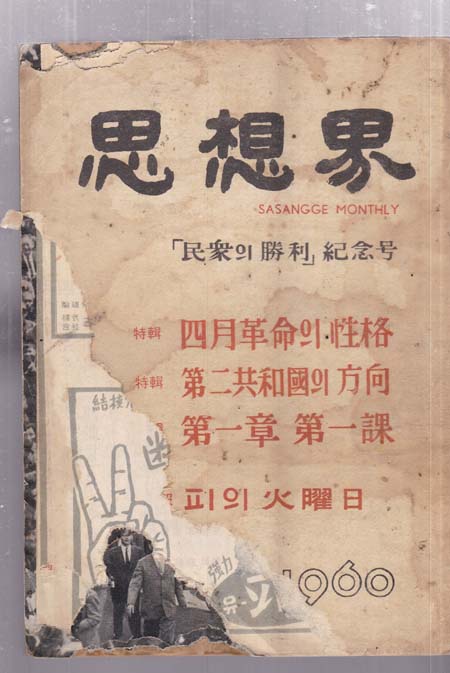 思想界
SASANGGE MONTHLY
「民衆의 勝利」紀念号
特輯 四月革命의 性格
特輯 第二共和國의 方向
第一章 第一課
피의 火曜日
1960